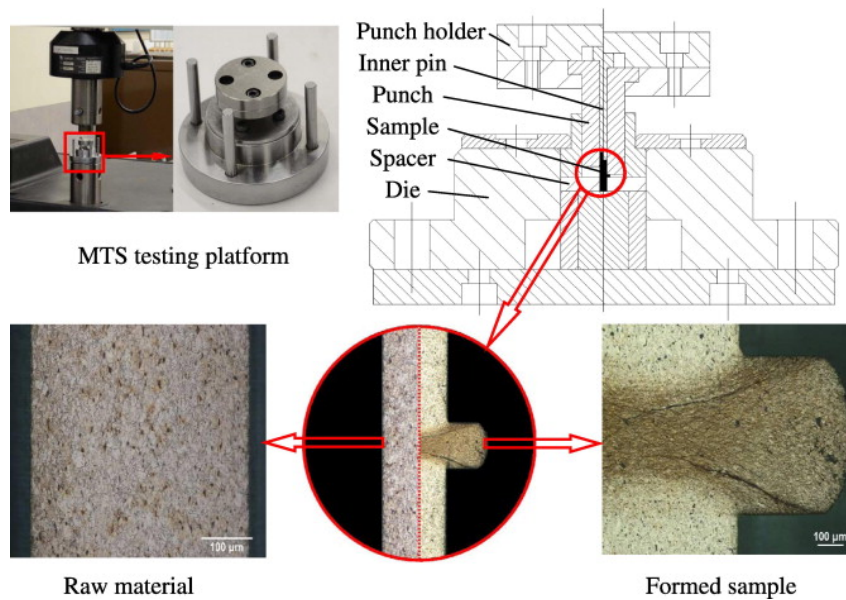 Punch holder
Inner pin
Punch
Sample
Spacer
Die
MTS testing platform
100 μm
100 μm
Raw material
Formed sample